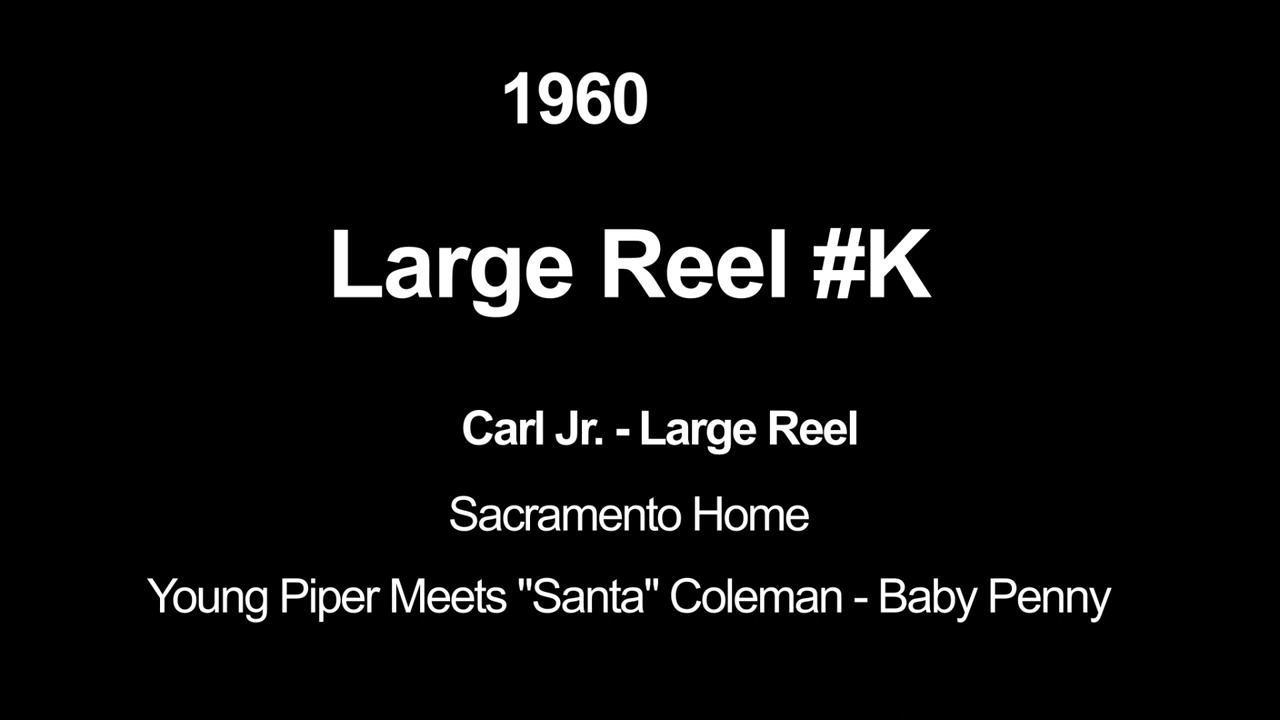 1960
Large Reel #K
Carl Jr. - Large Reel
Sacramento Home
Young Piper Meets "Santa" Coleman - Baby Penny